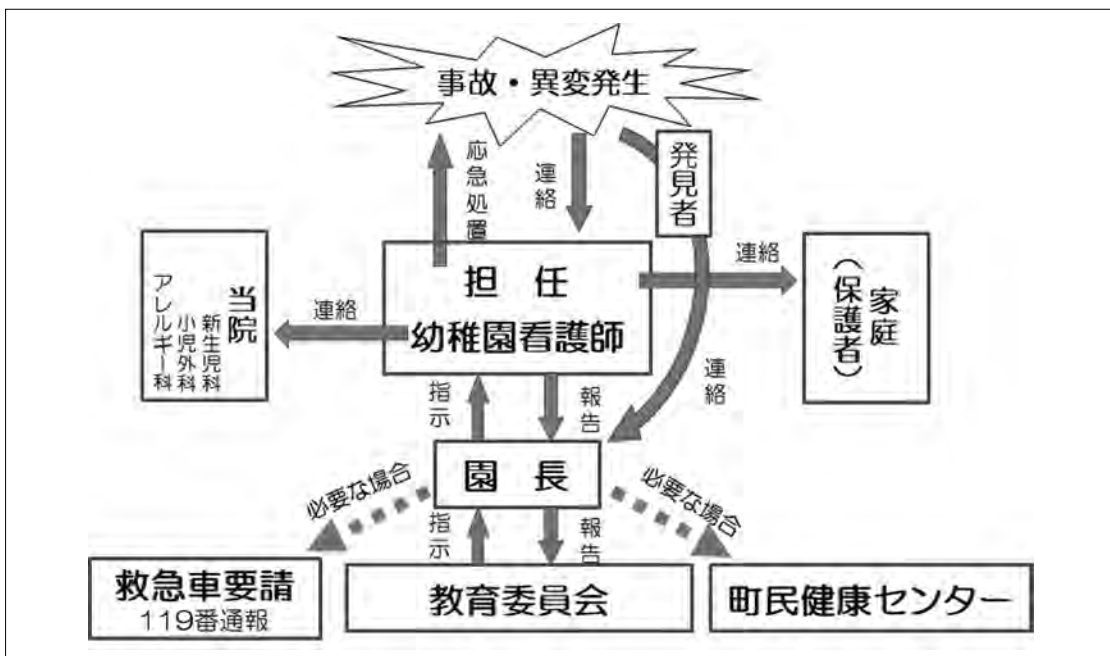 事故・異変発生
応急処置
連絡
発見者
担任
幼稚園看護師
連絡
当院
新生児科
小児外科
アレルギー科
連絡
家庭
（保護者）
連絡
指示
報告
園長
必要な場合
必要な場合
指示
報告
救急車要請
119番通報
教育委員会
町民健康センター